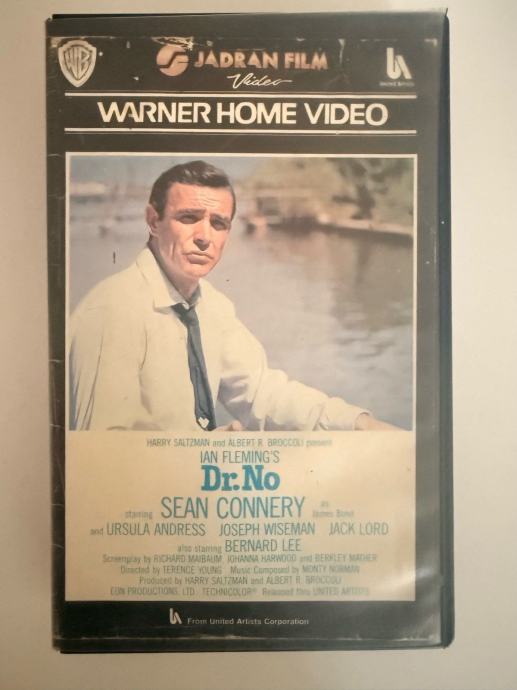 WB
JADRAN FILM
Video
United Artists
WARNER HOME VIDEO
HARRY SALTZMAN and ALBERT R. BROCCOLI present
IAN FLEMING'S
Dr. No
starring SEAN CONNERY as James Bond
and URSULA ANDRESS JOSEPH WISEMAN JACK LORD
also starring BERNARD LEE
Screenplay by RICHARD MAIBAUM JOHANNA HARWOOD and BERKLEY MATHER
Directed by TERENCE YOUNG Music Composed by MONTY NORMAN
Produced by HARRY SALTZMAN and ALBERT R. BROCCOLI
EON PRODUCTIONS, LTD. TECHNICOLOR® Released thru UNITED ARTISTS
From United Artists Corporation